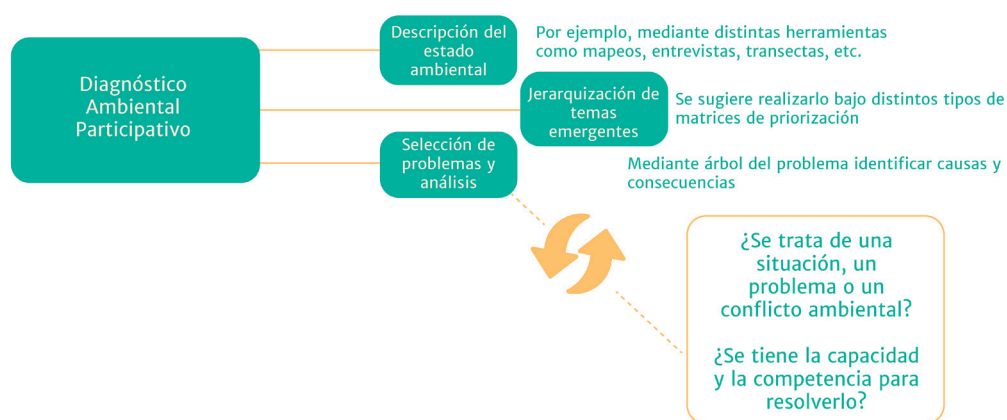 Diagnóstico
Ambiental
Participativo
Descripción del
estado
ambiental
Por ejemplo, mediante distintas herramientas
como mapeos, entrevistas, transectas, etc.
Jerarquización de
temas
emergentes
Se sugiere realizarlo bajo distintos tipos de
matrices de priorización
Selección de
problemas y
análisis
Mediante árbol del problema identificar causas y
consecuencias
¿Se trata de una
situación, un
problema o un
conflicto ambiental?
¿Se tiene la capacidad
y la competencia para
resolverlo?